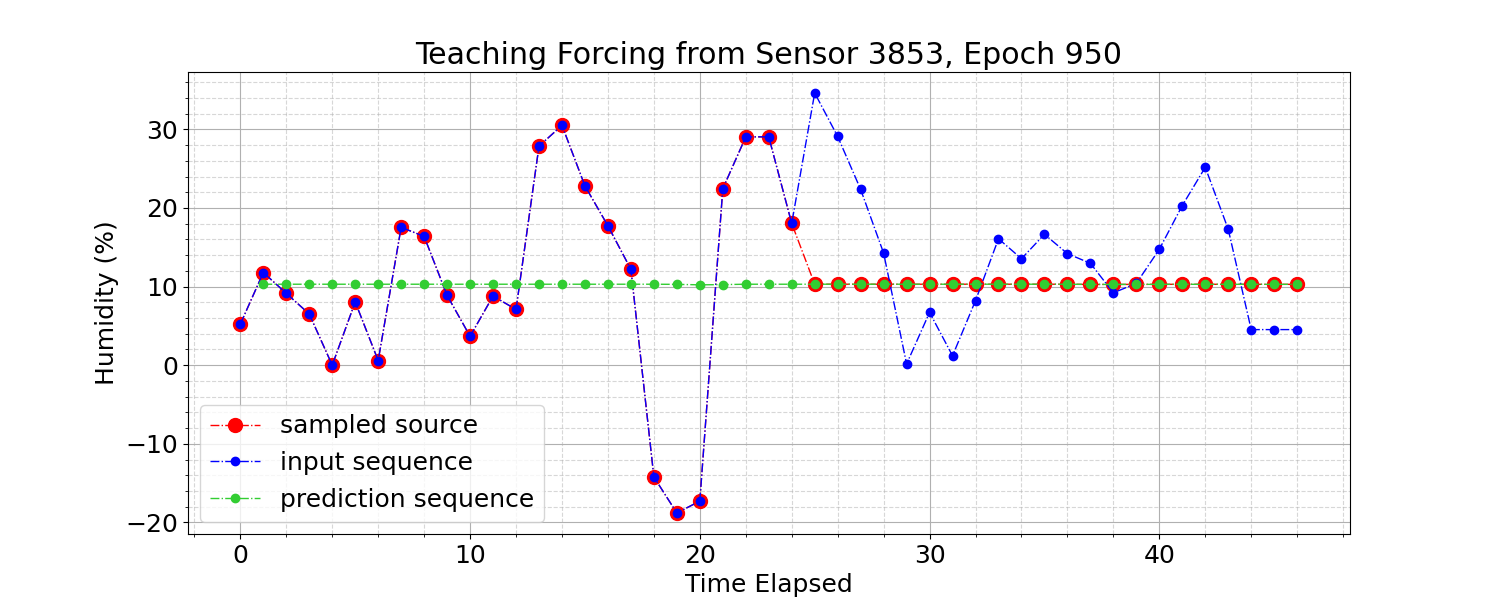 Teaching Forcing from Sensor 3853, Epoch 950
Humidity (%)
30
20
10
0
−10
−20
sampled source
input sequence
prediction sequence
0 10 20 30 40
Time Elapsed